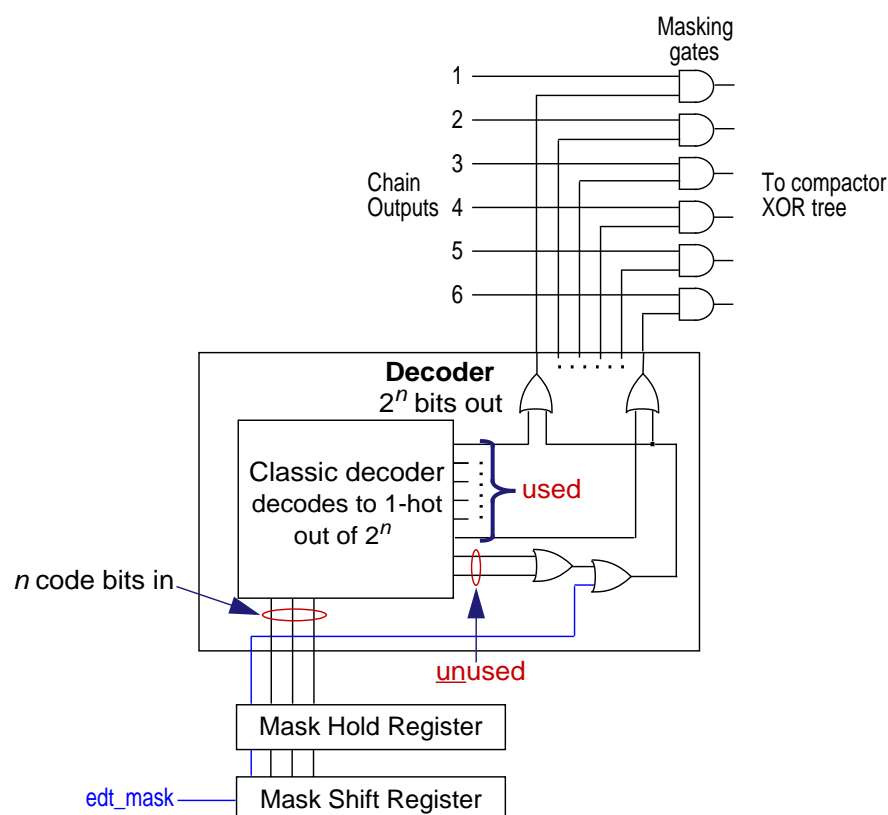 Masking
gates
1
2
3
4
5
6
Chain
Outputs
To compactor
XOR tree
Decoder
2ⁿ bits out
Classic decoder
decodes to 1-hot
out of 2ⁿ
used
n code bits in
unused
Mask Hold Register
edt_mask
Mask Shift Register